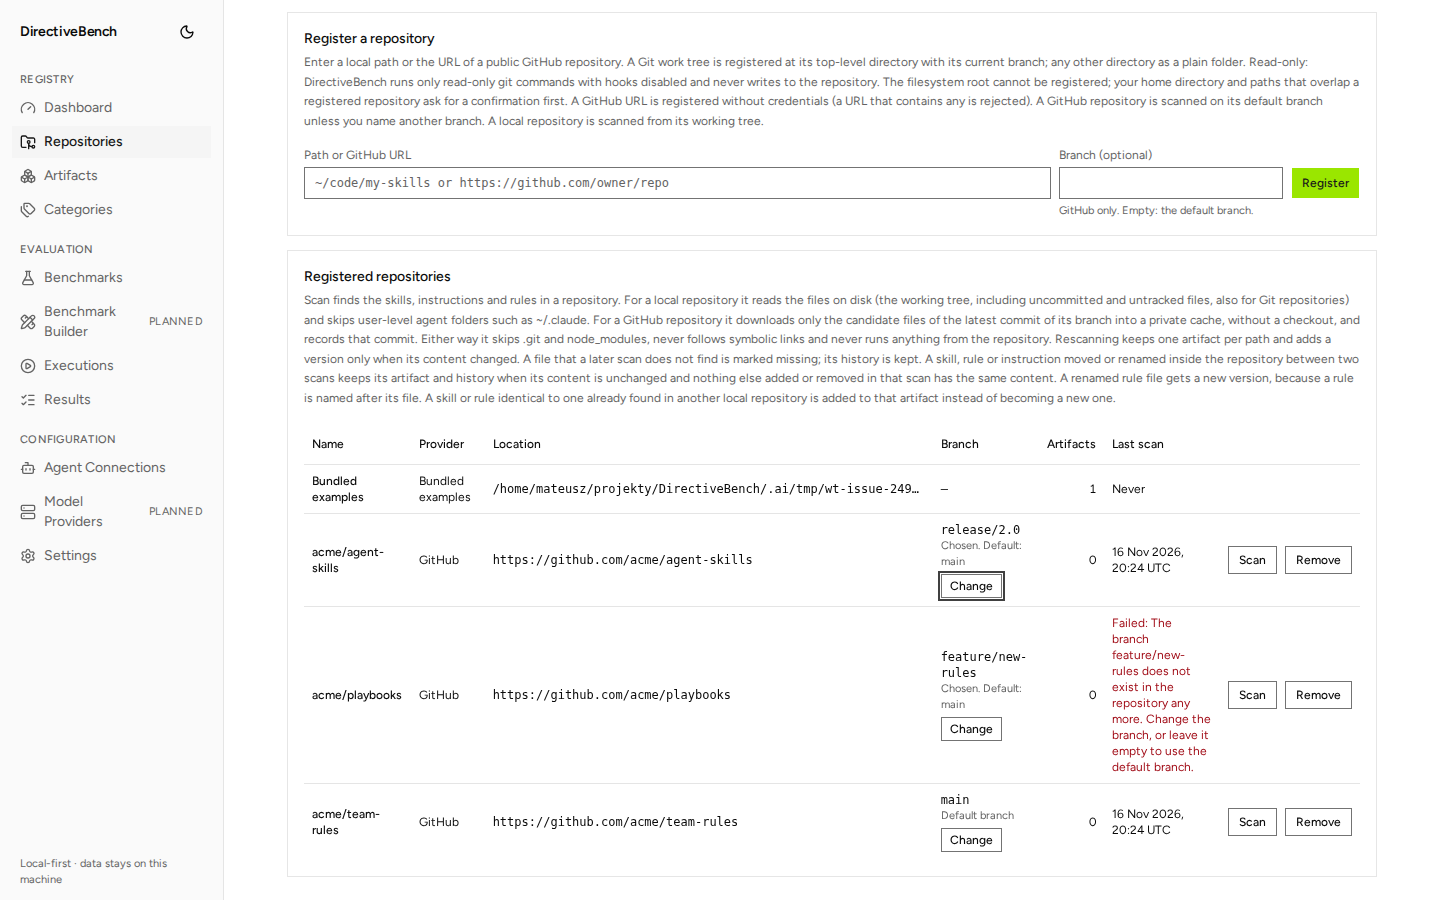 DirectiveBench
REGISTRY
Dashboard
Repositories
Artifacts
Categories
EVALUATION
Benchmarks
Benchmark
Builder
PLANNED
Executions
Results
CONFIGURATION
Agent Connections
Model
Providers
PLANNED
Settings
Local-first · data stays on this
machine
Register a repository
Enter a local path or the URL of a public GitHub repository. A Git work tree is registered at its top-level directory with its current branch; any other directory as a plain folder. Read-only:
DirectiveBench runs only read-only git commands with hooks disabled and never writes to the repository. The filesystem root cannot be registered; your home directory and paths that overlap a
registered repository ask for a confirmation first. A GitHub URL is registered without credentials (a URL that contains any is rejected). A GitHub repository is scanned on its default branch
unless you name another branch. A local repository is scanned from its working tree.
Path or GitHub URL
Branch (optional)
~/code/my-skills or https://github.com/owner/repo
Register
GitHub only. Empty: the default branch.
Registered repositories
Scan finds the skills, instructions and rules in a repository. For a local repository it reads the files on disk (the working tree, including uncommitted and untracked files, also for Git repositories)
and skips user-level agent folders such as ~/.claude. For a GitHub repository it downloads only the candidate files of the latest commit of its branch into a private cache, without a checkout, and
records that commit. Either way it skips .git and node_modules, never follows symbolic links and never runs anything from the repository. Rescanning keeps one artifact per path and adds a
version only when its content changed. A file that a later scan does not find is marked missing; its history is kept. A skill, rule or instruction moved or renamed inside the repository between two
scans keeps its artifact and history when its content is unchanged and nothing else added or removed in that scan has the same content. A renamed rule file gets a new version, because a rule
is named after its file. A skill or rule identical to one already found in another local repository is added to that artifact instead of becoming a new one.
Name Provider Location Branch Artifacts Last scan
Bundled
examples
Bundled
examples
/home/mateusz/projekty/DirectiveBench/.ai/tmp/wt-issue-249…
—
1
Never
acme/agent-
skills
GitHub
https://github.com/acme/agent-skills
release/2.0
Chosen. Default:
main
Change
0
16 Nov 2026,
20:24 UTC
Scan
Remove
acme/playbooks
GitHub
https://github.com/acme/playbooks
feature/new-
rules
Chosen. Default:
main
Change
0
Failed: The
branch
feature/new-
rules does not
exist in the
repository any
more. Change the
branch, or leave it
empty to use the
default branch.
Scan
Remove
acme/team-
rules
GitHub
https://github.com/acme/team-rules
main
Default branch
Change
0
16 Nov 2026,
20:24 UTC
Scan
Remove